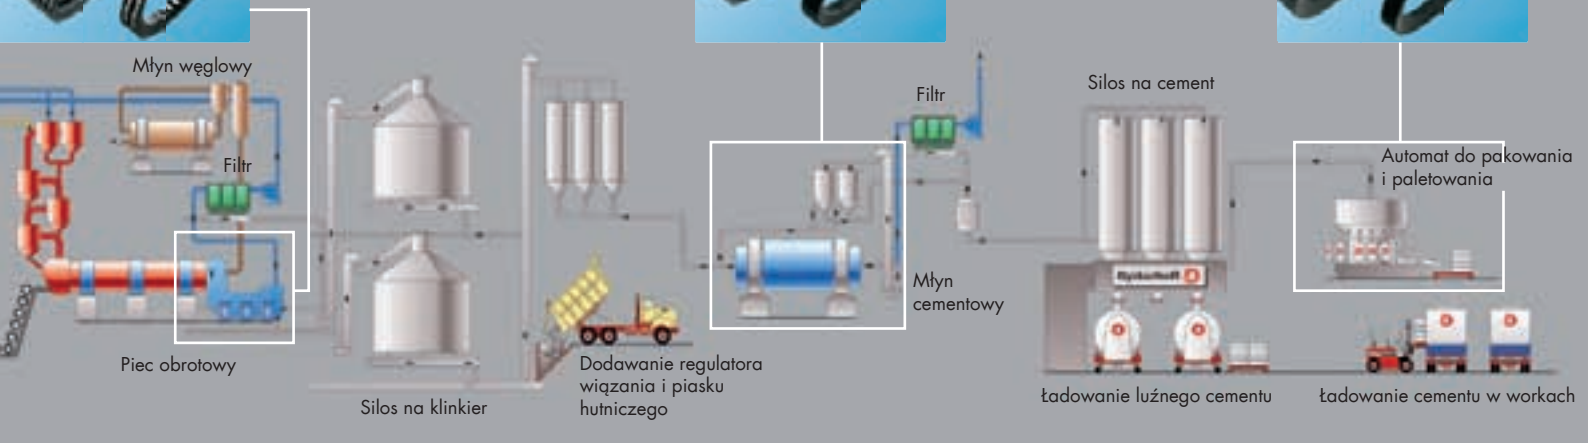 Młyn węglowy
Filtr
Piec obrotowy
Silos na klinkier
Dodawanie regulatora
wiązania i piasku
hutniczego
Młyn
cementowy
Filtr
Silos na cement
Ładowanie luźnego cementu
Automat do pakowania
i paletowania
Ładowanie cementu w workach